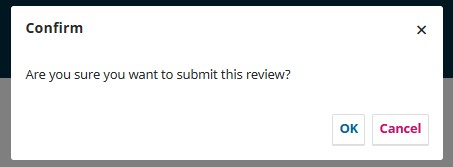 Confirm ×
Are you sure you want to submit this review?
OK Cancel